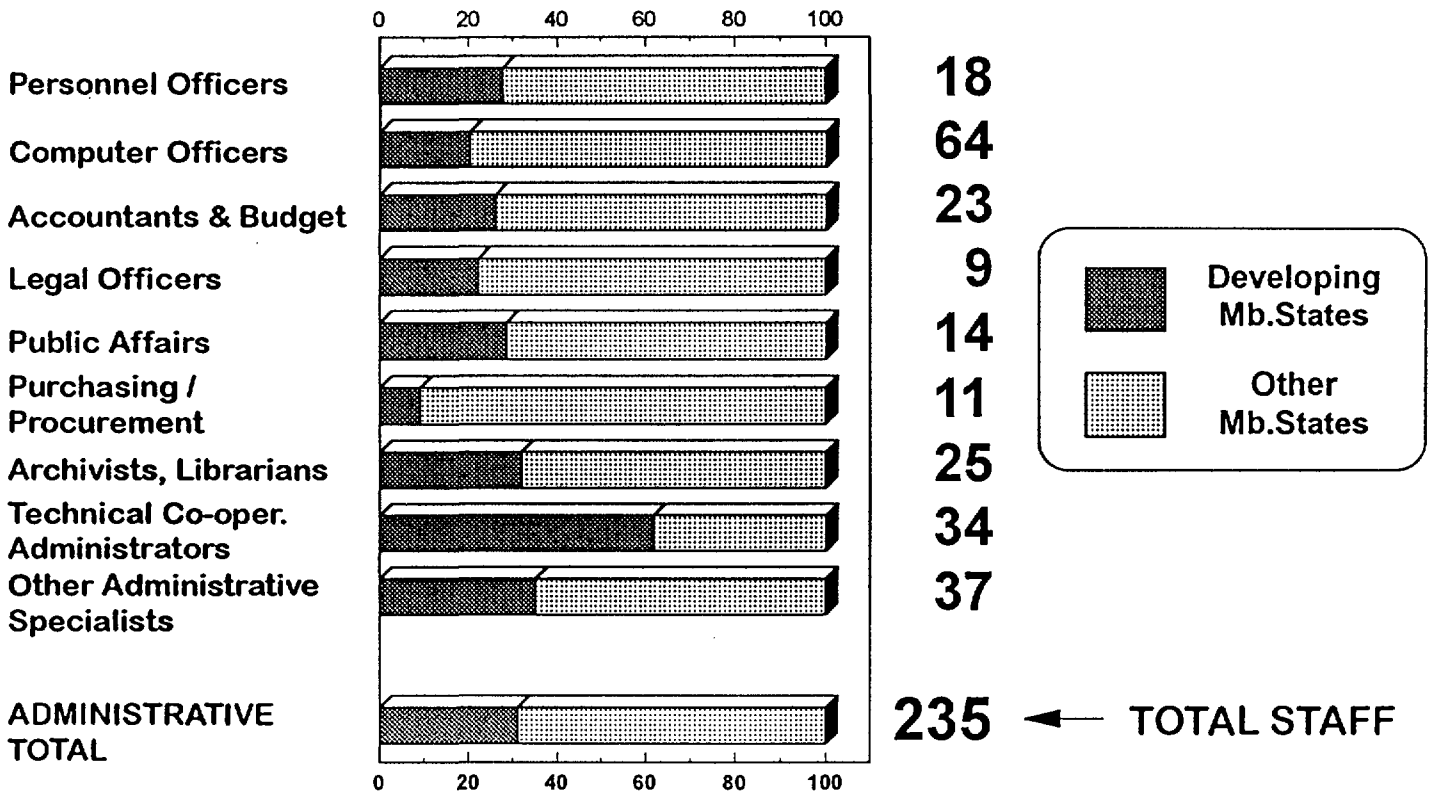 0 20 40 60 80 100
Personnel Officers 18
Computer Officers 64
Accountants & Budget 23
Legal Officers 9
Public Affairs 14
Purchasing /
Procurement 11
Archivists, Librarians 25
Technical Co-oper.
Administrators 34
Other Administrative
Specialists 37
ADMINISTRATIVE
TOTAL 235 TOTAL STAFF
0 20 40 60 80 100
Developing
Mb.States
Other
Mb.States